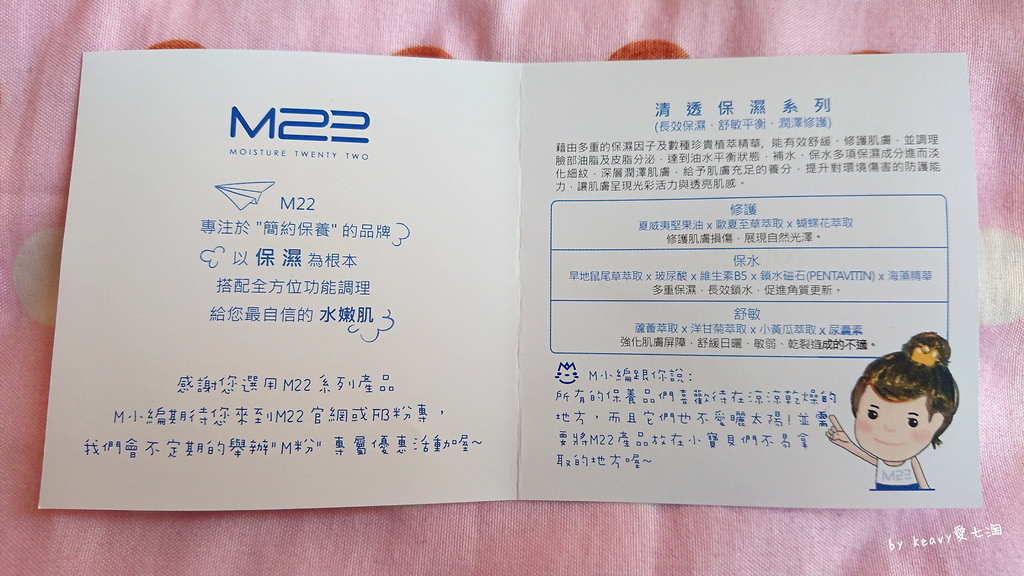 M22
MOISTURE TWENTY TWO
M22
專注於 "簡約保養" 的品牌
以 保濕 為根本
搭配全方位功能調理
給您最自信的 水嫩肌
感謝您選用 M22 系列產品
M小編期待您來到M22 官網或FB粉專,
我們會不定期的舉辦"M粉" 專屬優惠活動喔~
清透保濕系列
(長效保濕、舒敏平衡、潤澤修護)
藉由多重的保濕因子及數種珍貴植萃精華, 能有效舒緩、修護肌膚, 並調理
臉部油脂及皮脂分泌, 達到油水平衡狀態, 補水、保水多項保濕成分進而淡
化細紋, 深層潤澤肌膚, 給予肌膚充足的養分, 提升對環境傷害的防護能
力, 讓肌膚呈現光彩活力與透亮肌感。
修護
夏威夷堅果油 x 歐夏至草萃取 x 蝴蝶花萃取
修護肌膚損傷, 展現自然光澤。
保水
旱地鼠尾草萃取 x 玻尿酸 x 維生素B5 x 鎖水磁石(PENTAVITIN) x 海藻精華
多重保濕, 長效鎖水, 促進角質更新。
舒敏
蘆薈萃取 x 洋甘菊萃取 x 小黃瓜萃取 x 尿囊素
強化肌膚屏障, 舒緩日曬、敏弱、乾裂造成的不適。
M小編跟你說:
所有的保養品們喜歡待在涼涼乾燥的
地方, 而且它們也不愛曬太陽! 並需
要將M22產品放在小寶貝們不易拿
取的地方喔~
M22
by keavy愛七淘